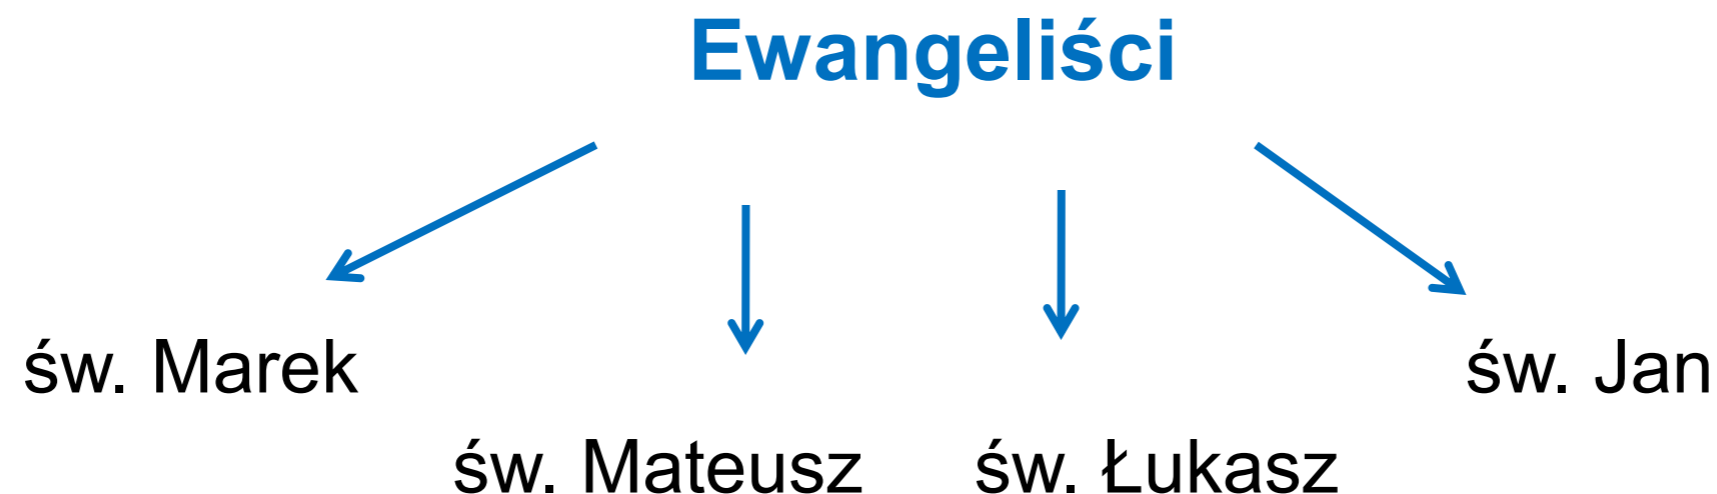 Ewangeliści
św. Marek
św. Jan
św. Mateusz
św. Łukasz